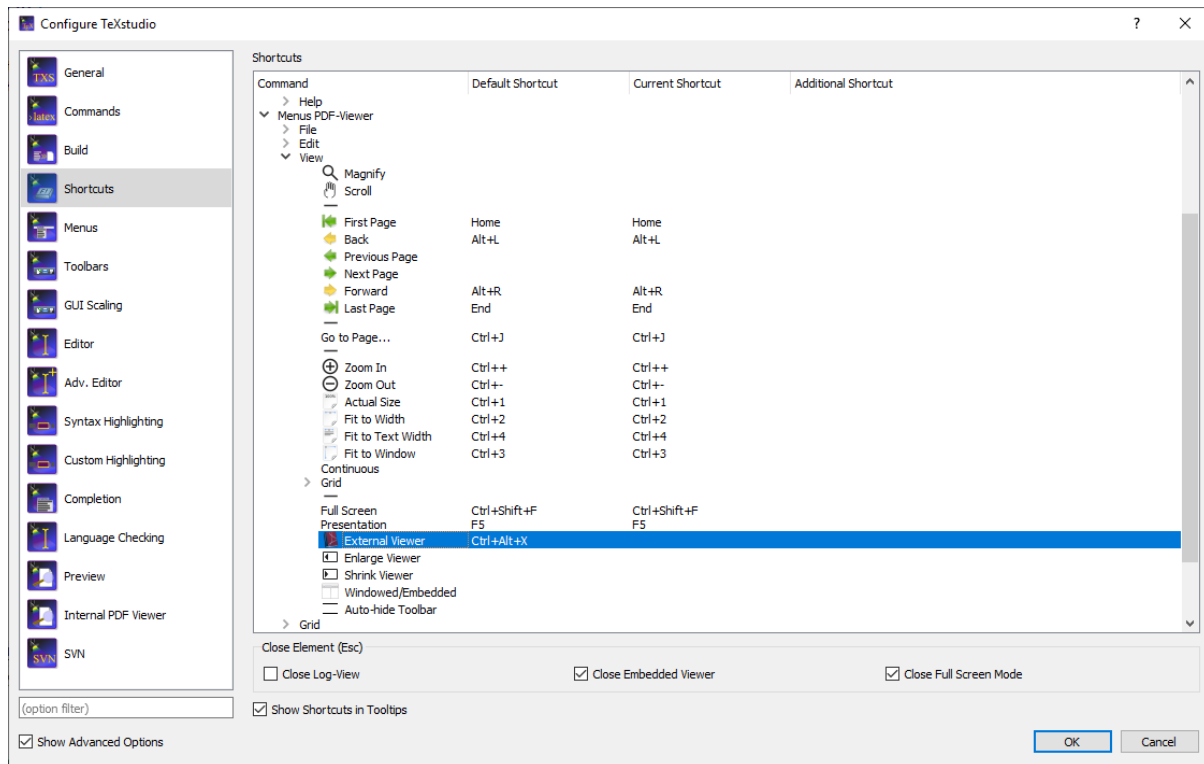 Configure TeXstudio
?
General
Commands
Build
Shortcuts
Menus
Toolbars
GUI Scaling
Editor
Adv. Editor
Syntax Highlighting
Custom Highlighting
Completion
Language Checking
Preview
Internal PDF Viewer
SVN
(option filter)
Show Advanced Options
Shortcuts
Command Default Shortcut Current Shortcut Additional Shortcut
Help
Menus PDF-Viewer
File
Edit
View
Magnify
Scroll
First Page Home Home
Back Alt+L Alt+L
Previous Page
Next Page
Forward Alt+R Alt+R
Last Page End End
Go to Page... Ctrl+J Ctrl+J
Zoom In Ctrl++ Ctrl++
Zoom Out Ctrl+- Ctrl+-
Actual Size Ctrl+1 Ctrl+1
Fit to Width Ctrl+2 Ctrl+2
Fit to Text Width Ctrl+4 Ctrl+4
Fit to Window Ctrl+3 Ctrl+3
Continuous
Grid
Full Screen Ctrl+Shift+F Ctrl+Shift+F
Presentation F5 F5
External Viewer Ctrl+Alt+X
Enlarge Viewer
Shrink Viewer
Windowed/Embedded
Auto-hide Toolbar
Grid
Close Element (Esc)
Close Log-View Close Embedded Viewer Close Full Screen Mode
Show Shortcuts in Tooltips
OK Cancel